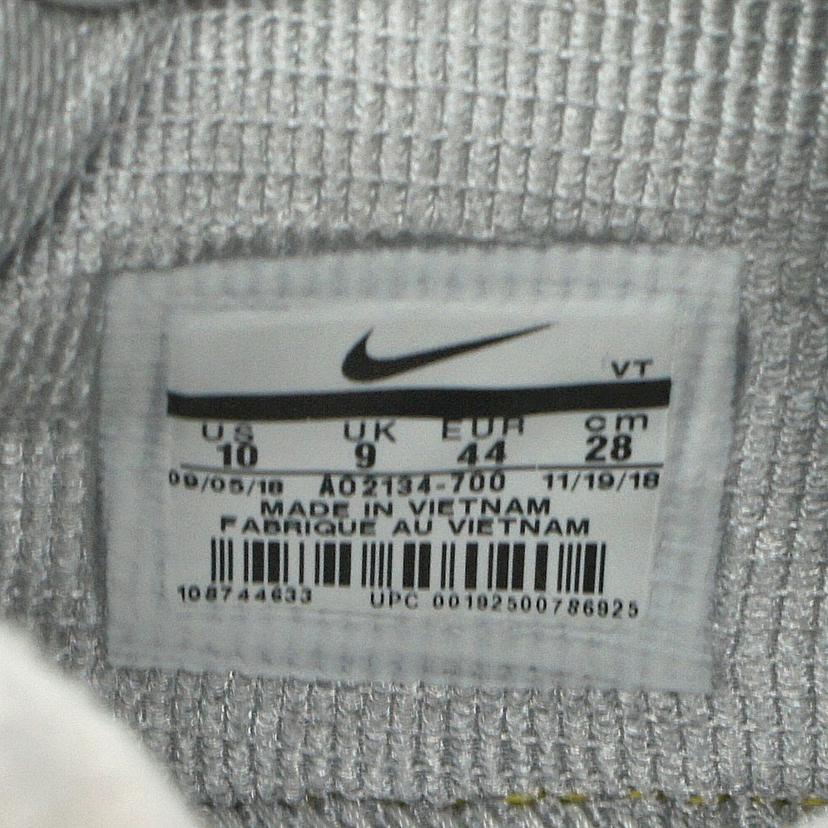 VT
US UK EUR cm
10 9 44 28
09/05/18 AO2134-700 11/19/18
MADE IN VIETNAM
FABRIQUE AU VIETNAM
108744633 UPC 00192500786925